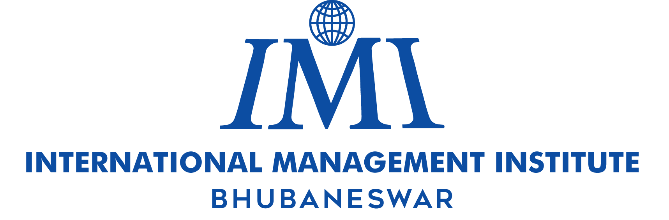 IMI
INTERNATIONAL MANAGEMENT INSTITUTE
BHUBANESWAR